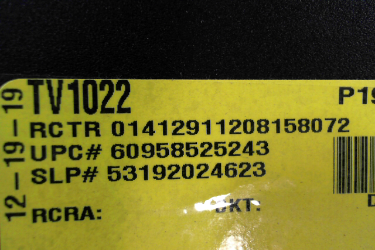 TV1022
P19
RCTR 01412911208158072
UPC# 60958525243
SLP# 53192024623
RCRA:
12-19-19